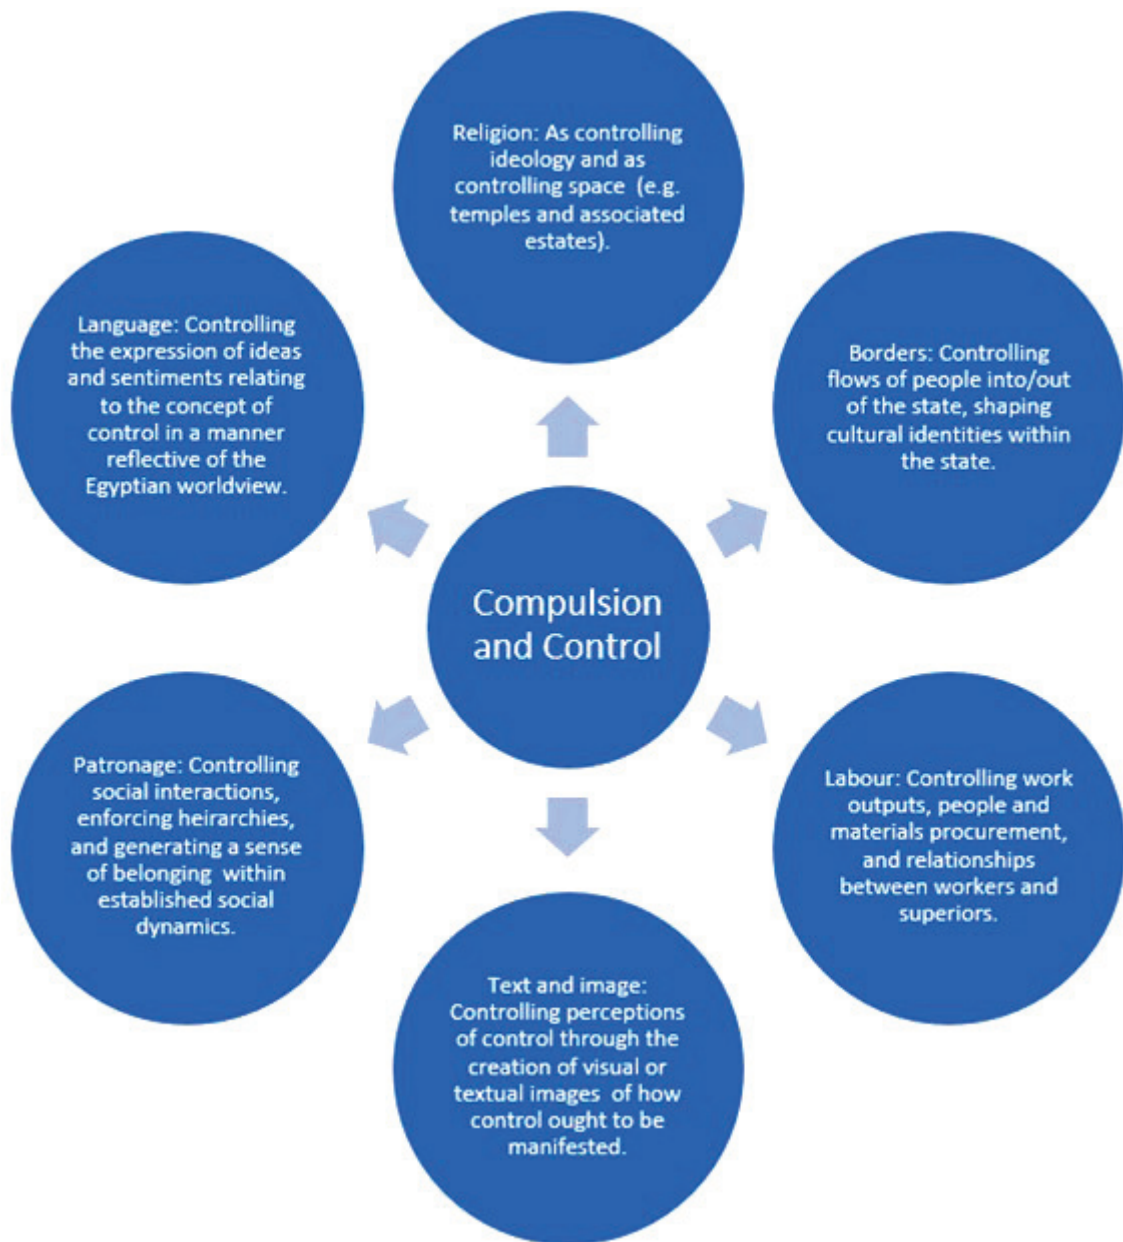 Religion: As controlling
ideology and as
controlling space (e.g.
temples and associated
estates).
Borders: Controlling
flows of people into/out
of the state, shaping
cultural identities within
the state.
Labour: Controlling work
outputs, people and
materials procurement,
and relationships
between workers and
superiors.
Text and image:
Controlling perceptions
of control through the
creation of visual or
textual images of how
control ought to be
manifested.
Patronage: Controlling
social interactions,
enforcing heirarchies,
and generating a sense
of belonging within
established social
dynamics.
Language: Controlling
the expression of ideas
and sentiments relating
to the concept of
control in a manner
reflective of the
Egyptian worldview.
Compulsion
and Control